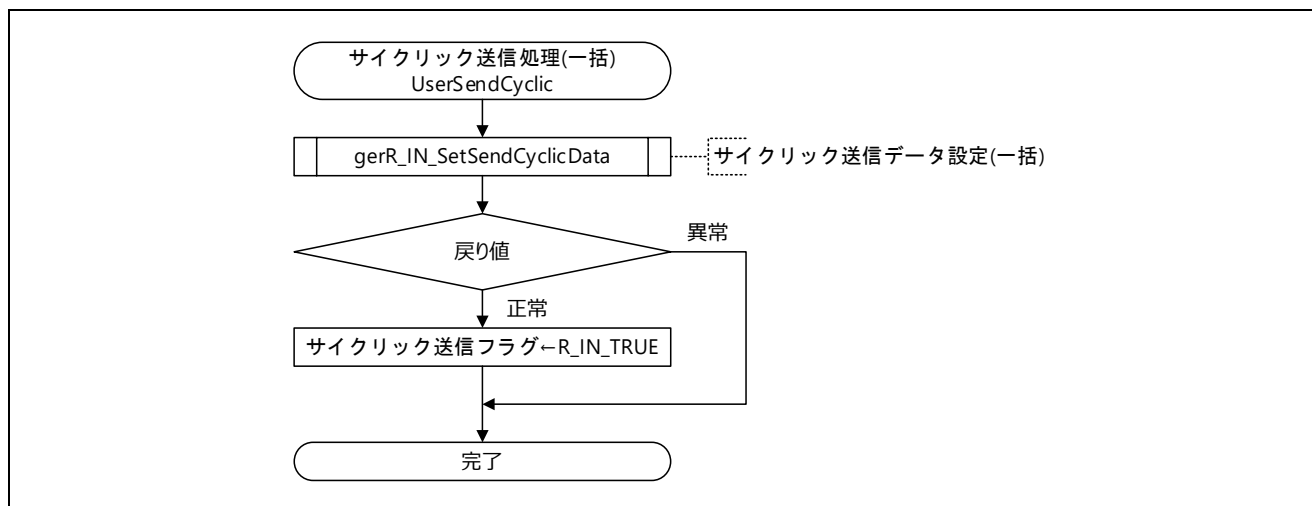 サイクリック送信処理(一括)
UserSendCyclic
gerR_IN_SetSendCyclicData
サイクリック送信データ設定(一括)
戻り値
異常
正常
サイクリック送信フラグ←R_IN_TRUE
完了